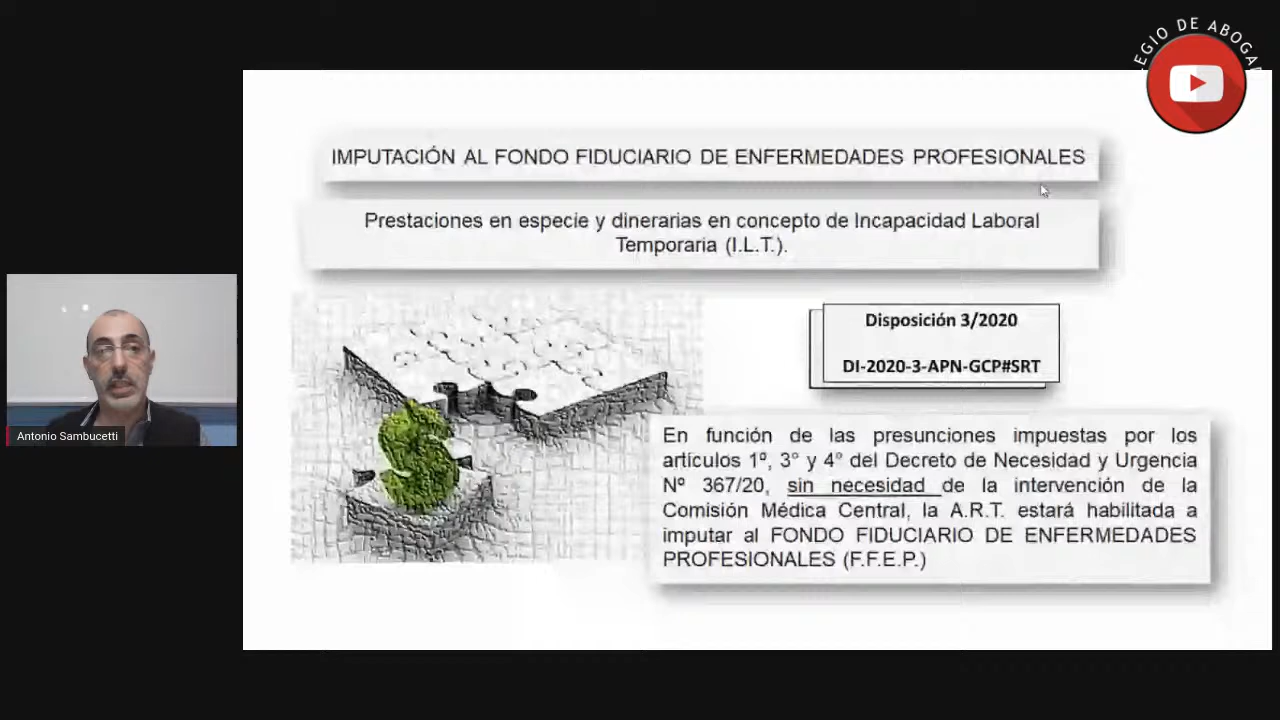 EGIO DE ABOGAD
IMPUTACIÓN AL FONDO FIDUCIARIO DE ENFERMEDADES PROFESIONALES
Prestaciones en especie y dinerarias en concepto de Incapacidad Laboral
Temporaria (I.L.T.).
Disposición 3/2020
DI-2020-3-APN-GCP#SRT
En función de las presunciones impuestas por los
artículos 1º, 3° y 4° del Decreto de Necesidad y Urgencia
Nº 367/20, sin necesidad de la intervención de la
Comisión Médica Central, la A.R.T. estará habilitada a
imputar al FONDO FIDUCIARIO DE ENFERMEDADES
PROFESIONALES (F.F.E.P.)
Antonio Sambucetti